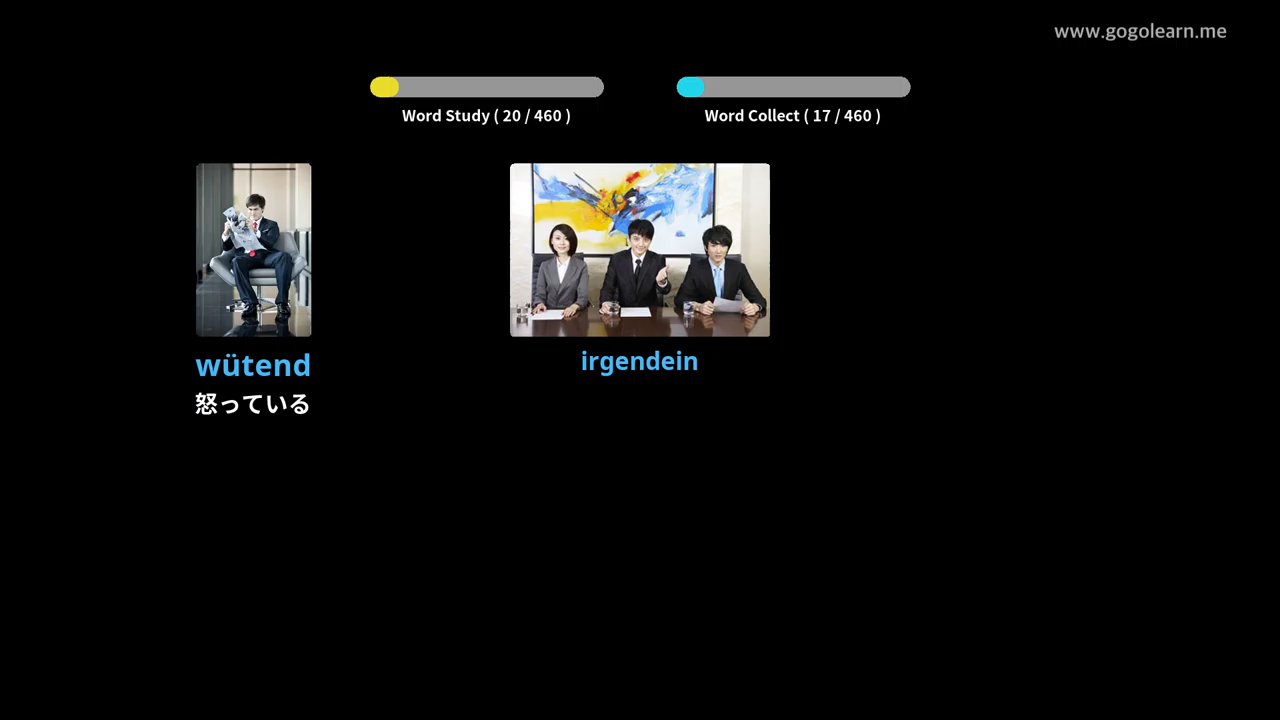 www.gogolearn.me
Word Study ( 20 / 460 )
Word Collect ( 17 / 460 )
wütend
怒っている
irgendein